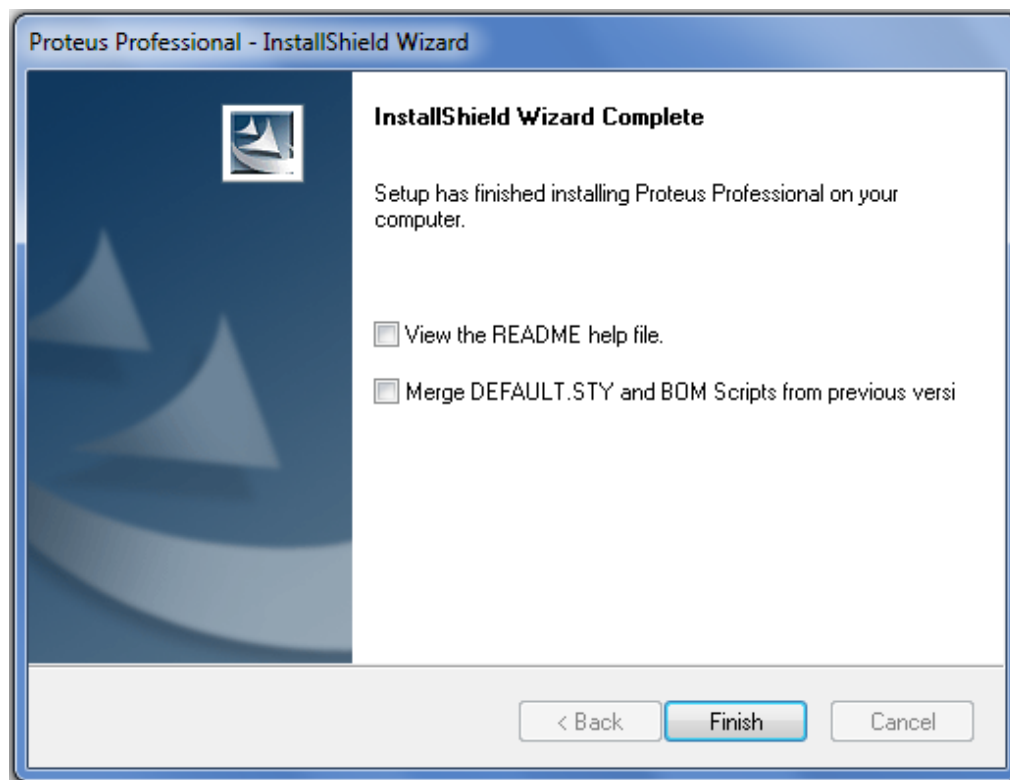 Proteus Professional - InstallShield Wizard
InstallShield Wizard Complete
Setup has finished installing Proteus Professional on your
computer.
View the README help file.
Merge DEFAULT.STY and BOM Scripts from previous versi
< Back
Finish
Cancel